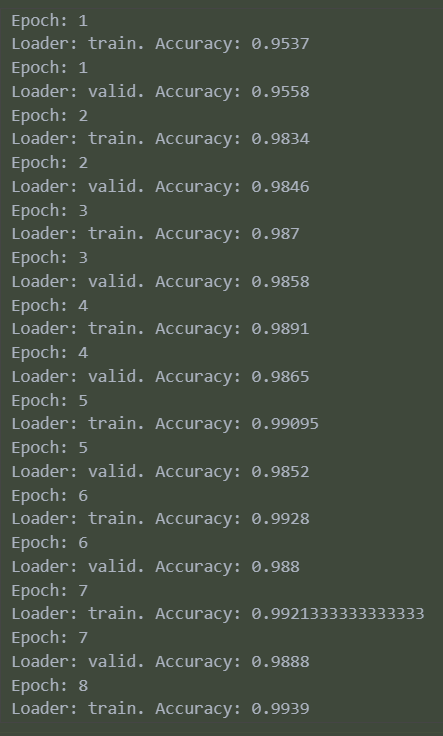 Epoch: 1
Loader: train. Accuracy: 0.9537
Epoch: 1
Loader: valid. Accuracy: 0.9558
Epoch: 2
Loader: train. Accuracy: 0.9834
Epoch: 2
Loader: valid. Accuracy: 0.9846
Epoch: 3
Loader: train. Accuracy: 0.987
Epoch: 3
Loader: valid. Accuracy: 0.9858
Epoch: 4
Loader: train. Accuracy: 0.9891
Epoch: 4
Loader: valid. Accuracy: 0.9865
Epoch: 5
Loader: train. Accuracy: 0.99095
Epoch: 5
Loader: valid. Accuracy: 0.9852
Epoch: 6
Loader: train. Accuracy: 0.9928
Epoch: 6
Loader: valid. Accuracy: 0.988
Epoch: 7
Loader: train. Accuracy: 0.9921333333333333
Epoch: 7
Loader: valid. Accuracy: 0.9888
Epoch: 8
Loader: train. Accuracy: 0.9939